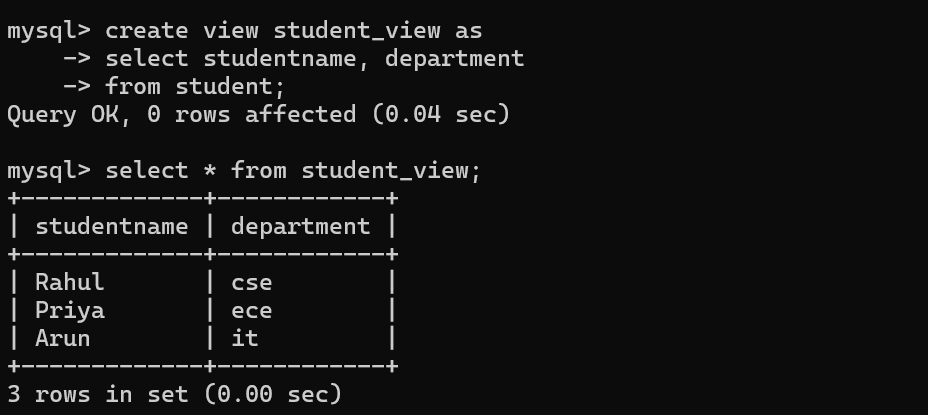 mysql> create view student_view as
    -> select studentname, department
    -> from student;
Query OK, 0 rows affected (0.04 sec)

mysql> select * from student_view;
+-------------+------------+
| studentname | department |
+-------------+------------+
| Rahul       | cse        |
| Priya       | ece        |
| Arun        | it         |
+-------------+------------+
3 rows in set (0.00 sec)